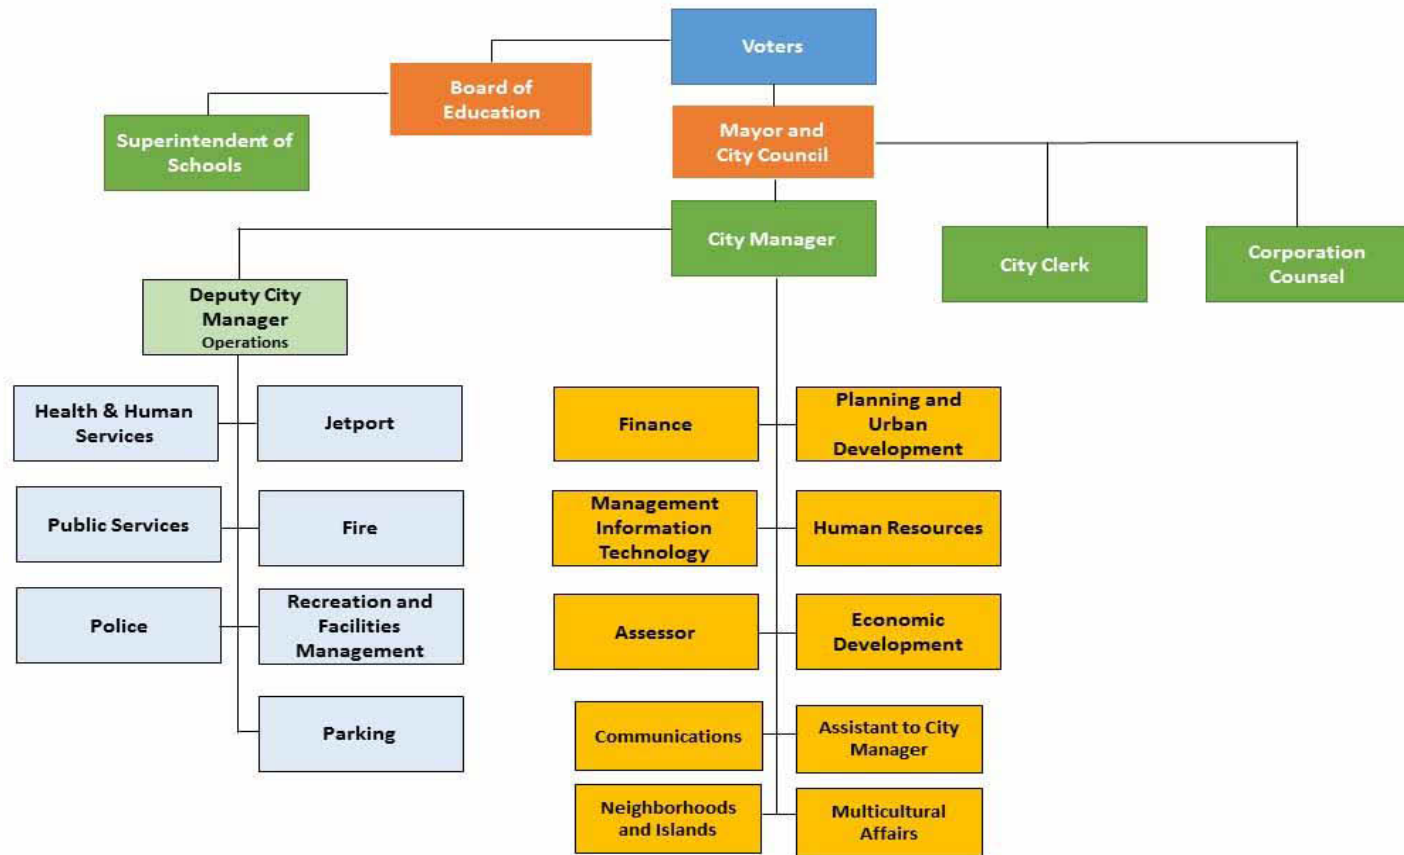 Voters
Board of
Education
Superintendent of
Schools
Mayor and
City Council
City Manager
City Clerk
Corporation
Counsel
Deputy City
Manager
Operations
Health & Human
Services
Jetport
Public Services
Fire
Police
Recreation and
Facilities
Management
Parking
Finance
Planning and
Urban
Development
Management
Information
Technology
Human Resources
Assessor
Economic
Development
Communications
Assistant to City
Manager
Neighborhoods
and Islands
Multicultural
Affairs